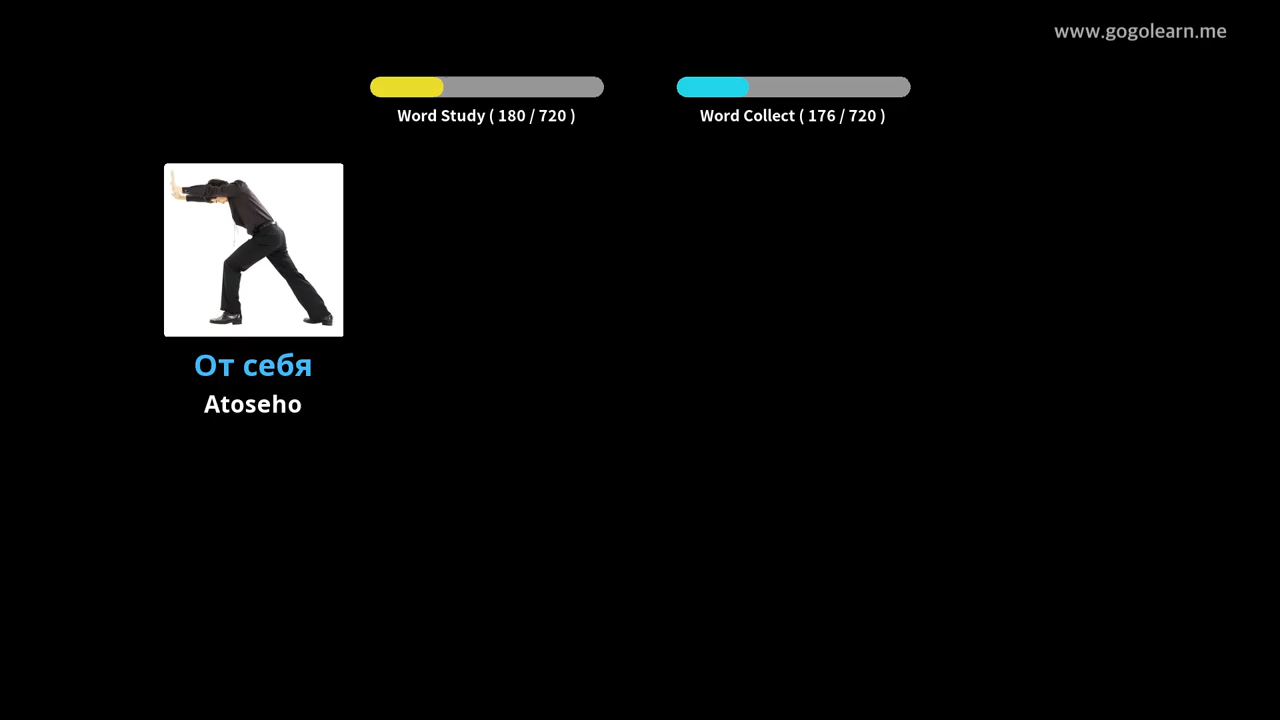 www.gogolearn.me
Word Study ( 180 / 720 )
Word Collect ( 176 / 720 )
От себя
Atoseho